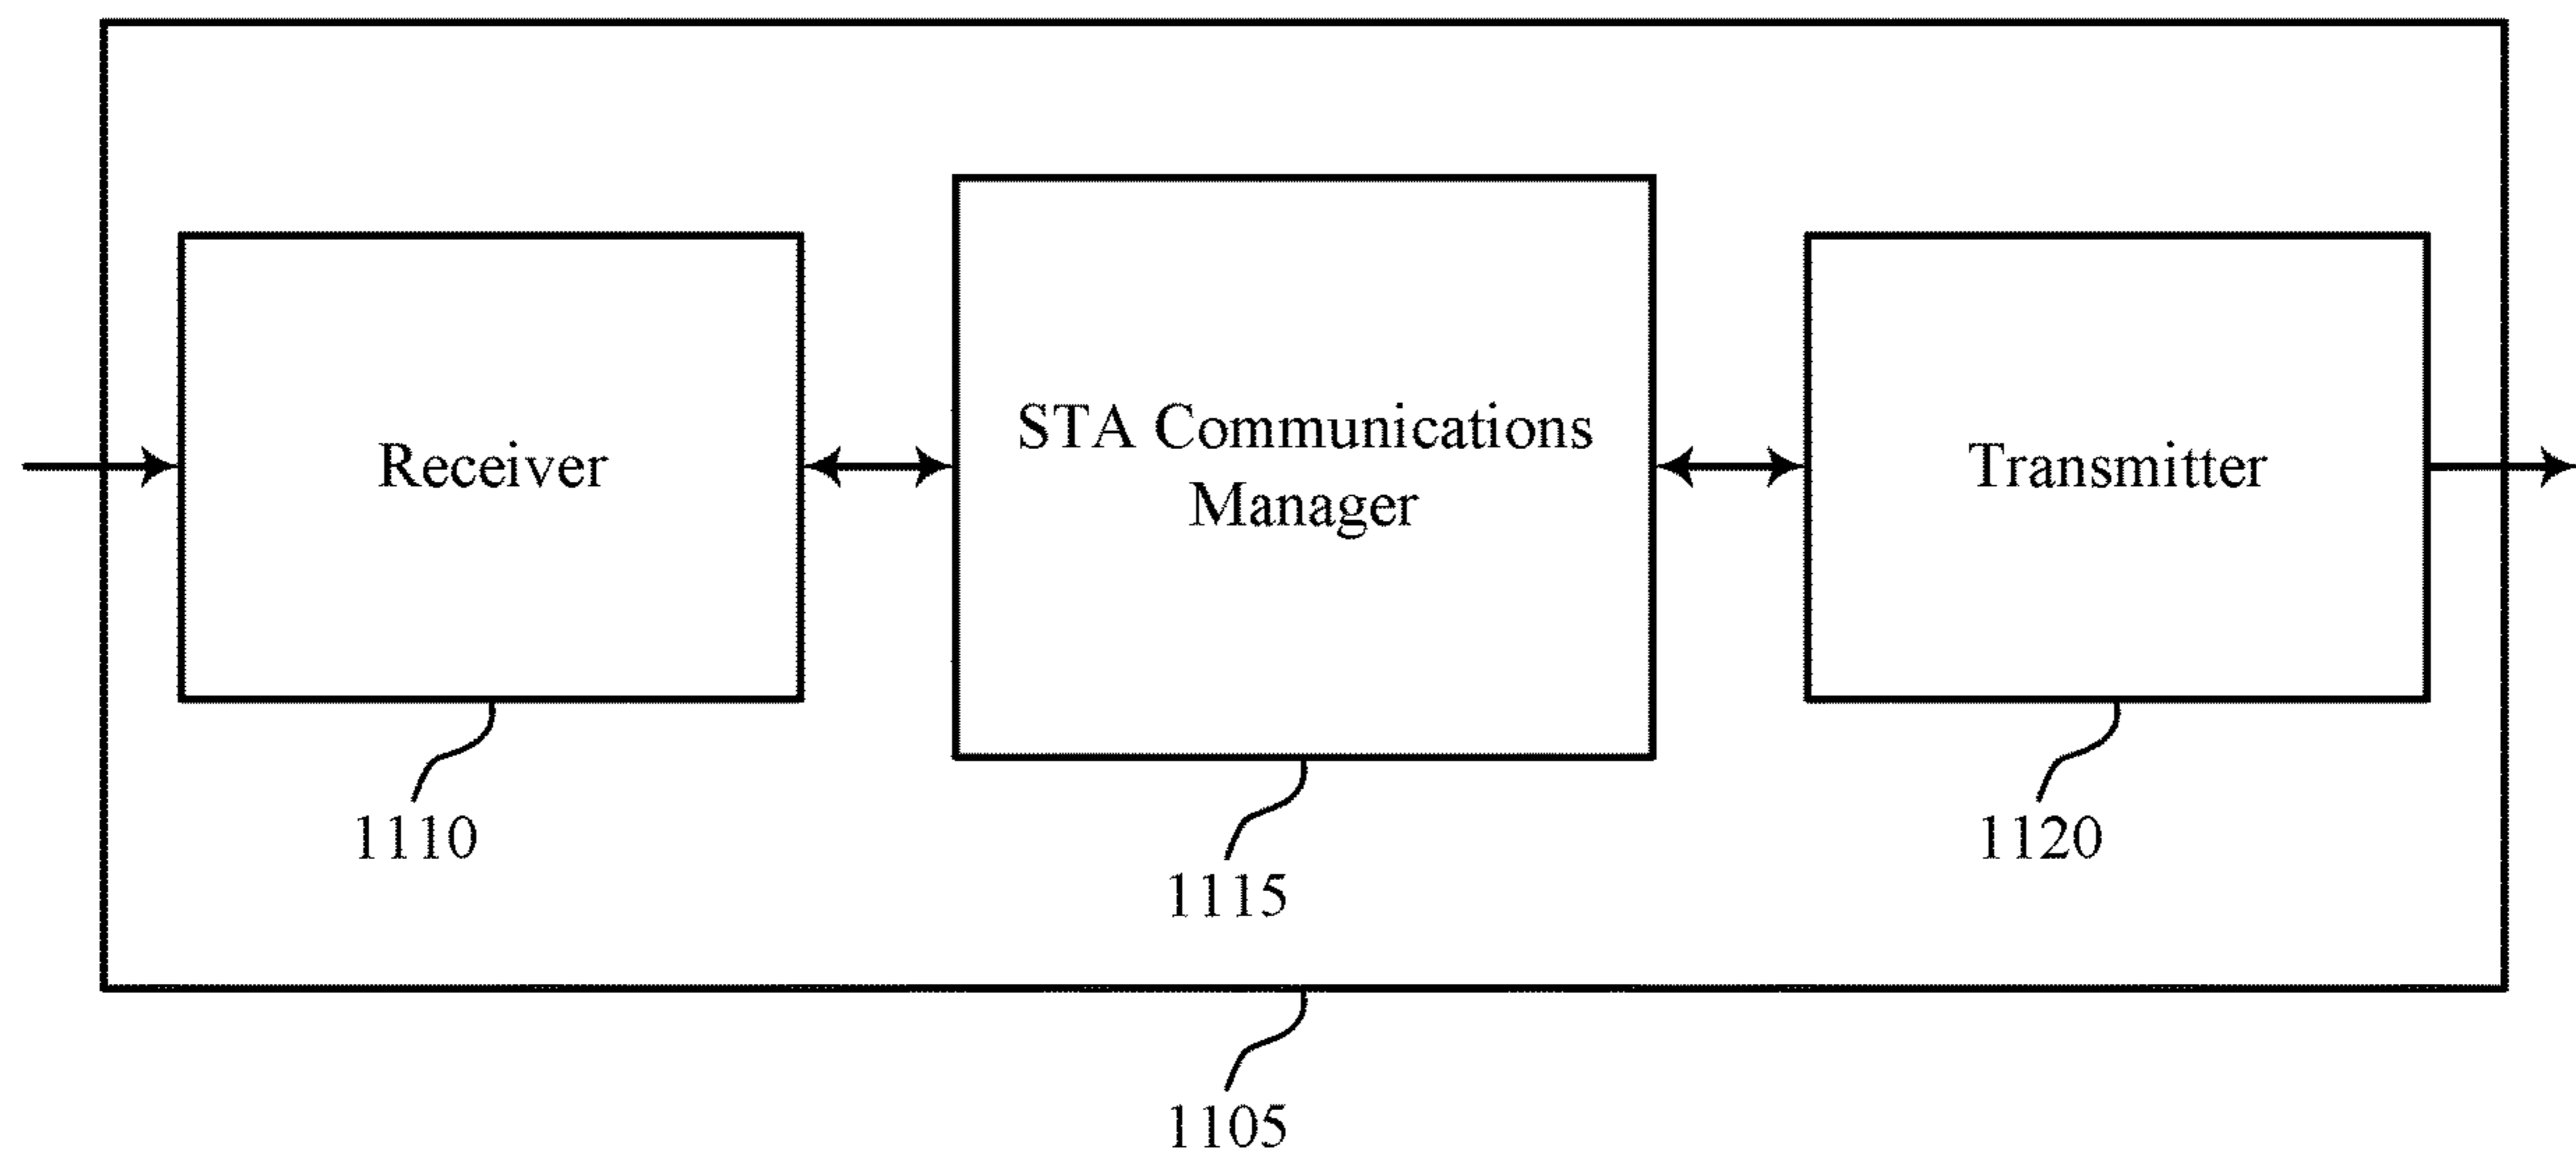 Receiver
STA Communications
Manager
Transmitter
1110
1115
1120
1105